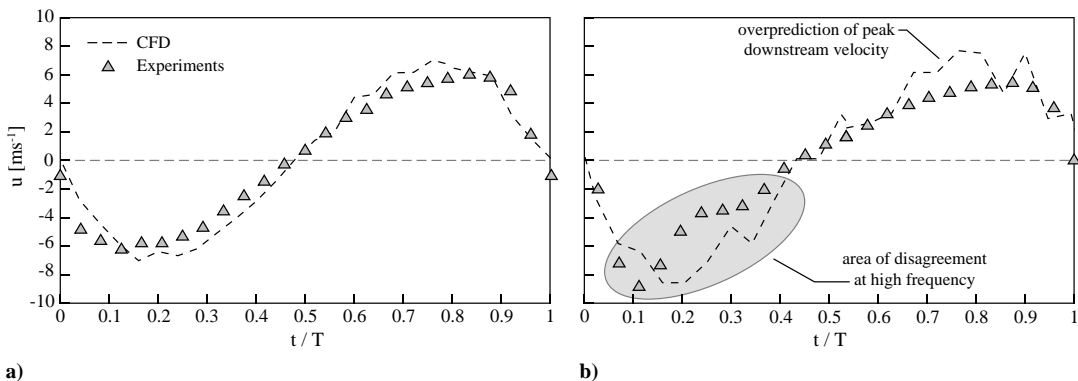 10
8
6
4
2
0
-2
-4
-6
-8
-10
u [ms-1]
CFD
Experiments
0 0.1 0.2 0.3 0.4 0.5 0.6 0.7 0.8 0.9 1
t / T
a)
overprediction of peak
downstream velocity
area of disagreement
at high frequency
0 0.1 0.2 0.3 0.4 0.5 0.6 0.7 0.8 0.9 1
t / T
b)